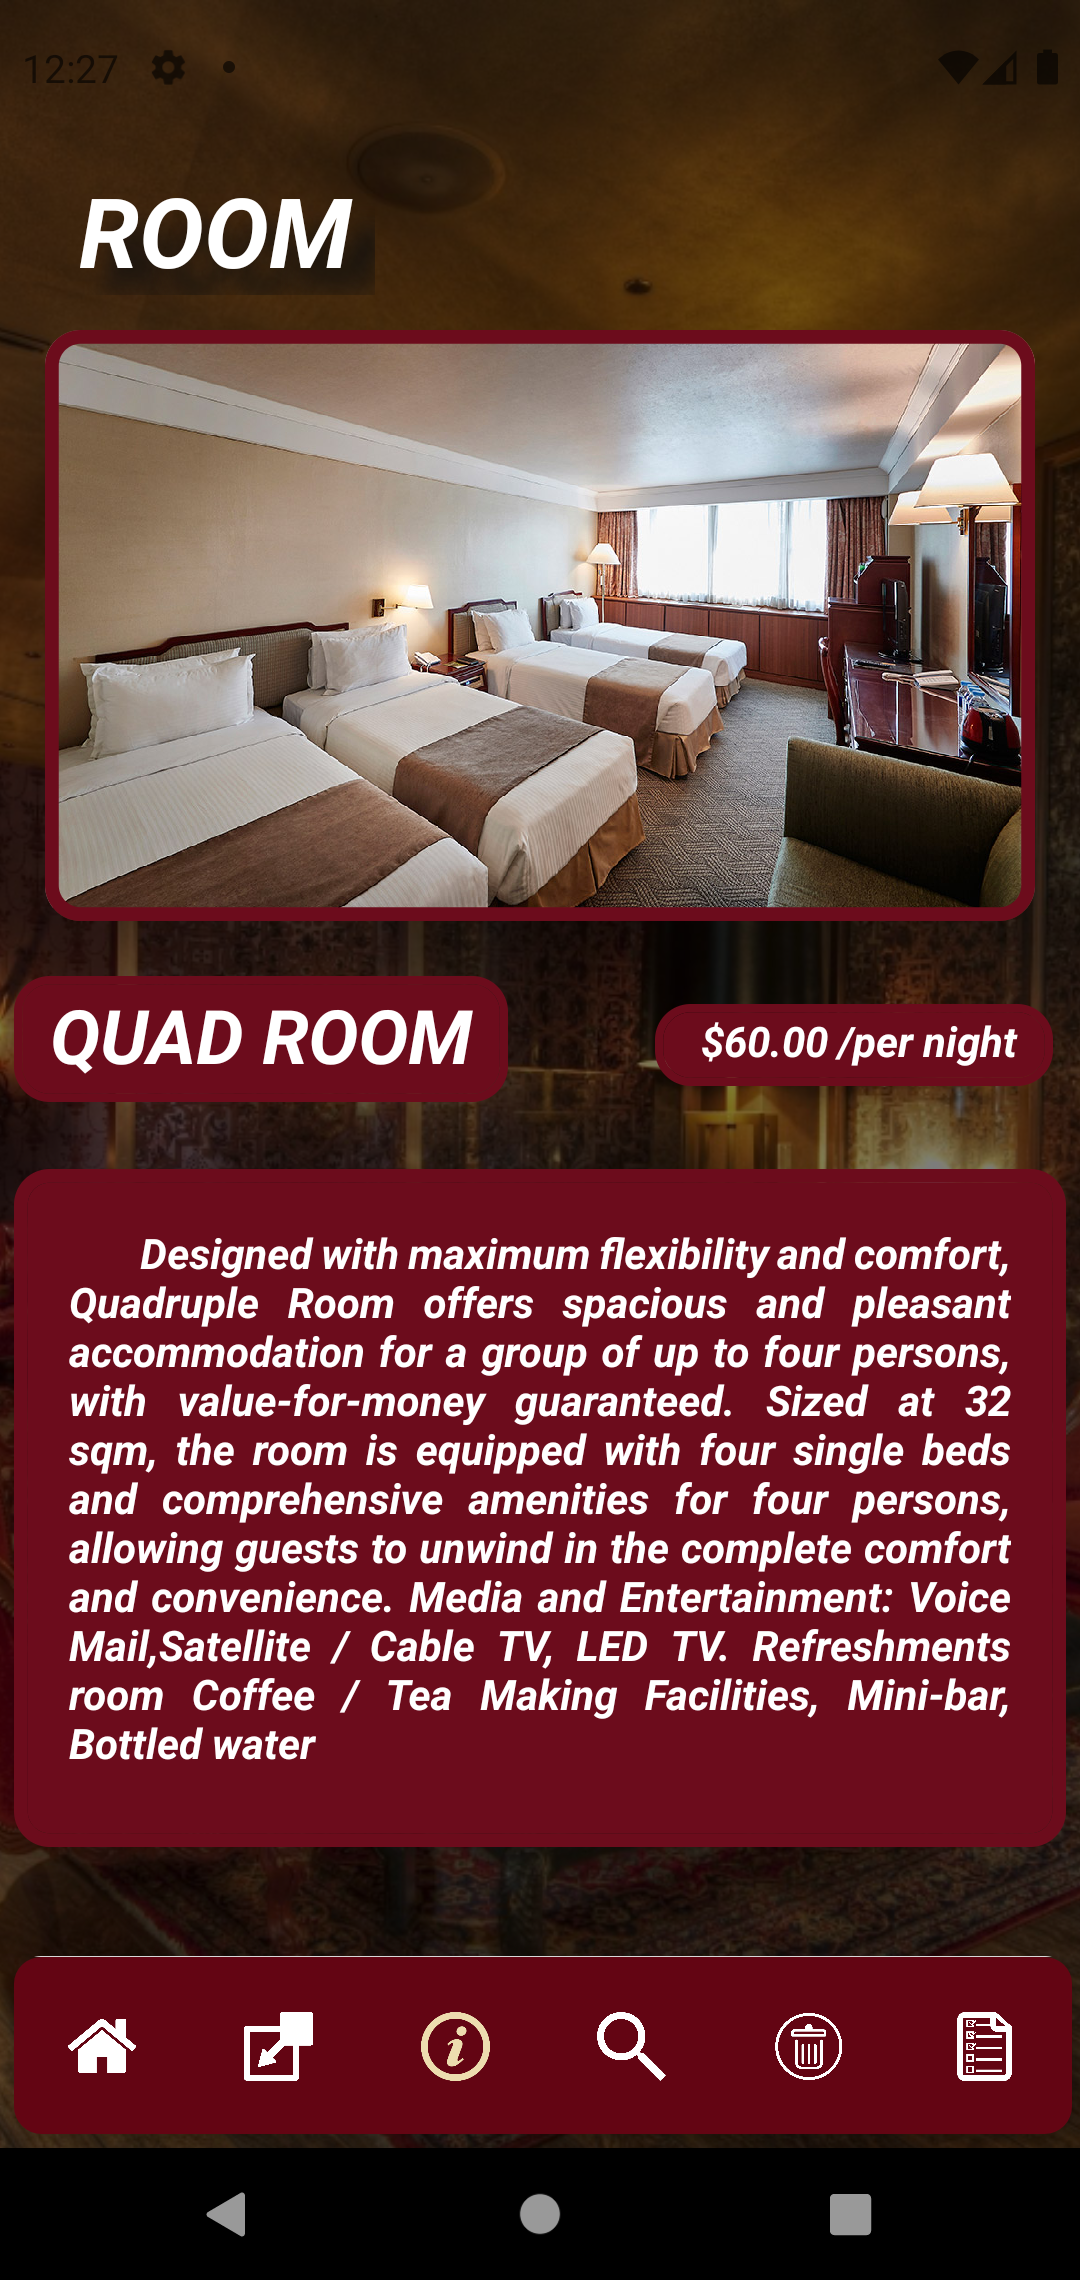 12:27
ROOM
QUAD ROOM
$60.00 /per night
Designed with maximum flexibility and comfort,
Quadruple Room offers spacious and pleasant
accommodation for a group of up to four persons,
with value-for-money guaranteed. Sized at 32
sqm, the room is equipped with four single beds
and comprehensive amenities for four persons,
allowing guests to unwind in the complete comfort
and convenience. Media and Entertainment: Voice
Mail,Satellite / Cable TV, LED TV. Refreshments
room Coffee / Tea Making Facilities, Mini-bar,
Bottled water